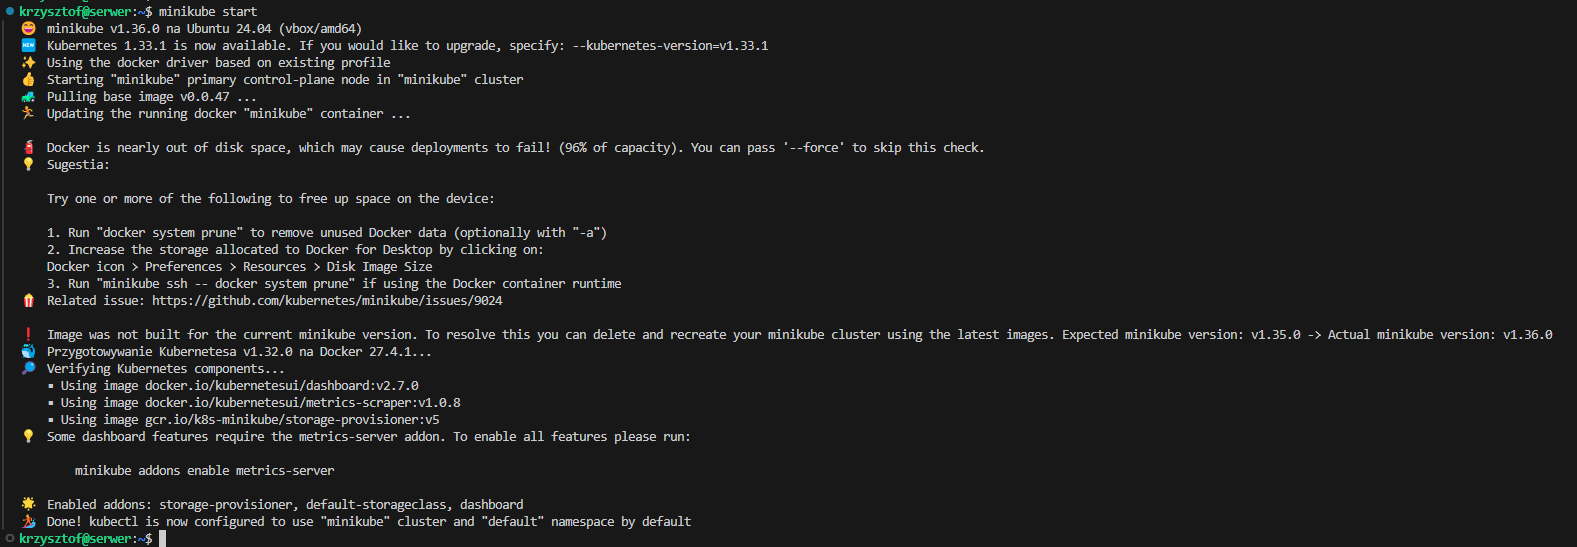 krzysztof@serwer:~$ minikube start
😄 minikube v1.36.0 na Ubuntu 24.04 (vbox/amd64)
🆕 Kubernetes 1.33.1 is now available. If you would like to upgrade, specify: --kubernetes-version=v1.33.1
✨ Using the docker driver based on existing profile
👍 Starting "minikube" primary control-plane node in "minikube" cluster
🚜 Pulling base image v0.0.47 ...
🏃 Updating the running docker "minikube" container ...
🧯 Docker is nearly out of disk space, which may cause deployments to fail! (96% of capacity). You can pass '--force' to skip this check.
💡 Sugestia:
Try one or more of the following to free up space on the device:
1. Run "docker system prune" to remove unused Docker data (optionally with "-a")
2. Increase the storage allocated to Docker for Desktop by clicking on:
Docker icon > Preferences > Resources > Disk Image Size
3. Run "minikube ssh -- docker system prune" if using the Docker container runtime
🍿 Related issue: https://github.com/kubernetes/minikube/issues/9024
❗ Image was not built for the current minikube version. To resolve this you can delete and recreate your minikube cluster using the latest images. Expected minikube version: v1.35.0 -> Actual minikube version: v1.36.0
🐳 Przygotowywanie Kubernetesa v1.32.0 na Docker 27.4.1...
🔎 Verifying Kubernetes components...
▪ Using image docker.io/kubernetesui/dashboard:v2.7.0
▪ Using image docker.io/kubernetesui/metrics-scraper:v1.0.8
▪ Using image gcr.io/k8s-minikube/storage-provisioner:v5
💡 Some dashboard features require the metrics-server addon. To enable all features please run:
minikube addons enable metrics-server
🌟 Enabled addons: storage-provisioner, default-storageclass, dashboard
🏄 Done! kubectl is now configured to use "minikube" cluster and "default" namespace by default
krzysztof@serwer:~$